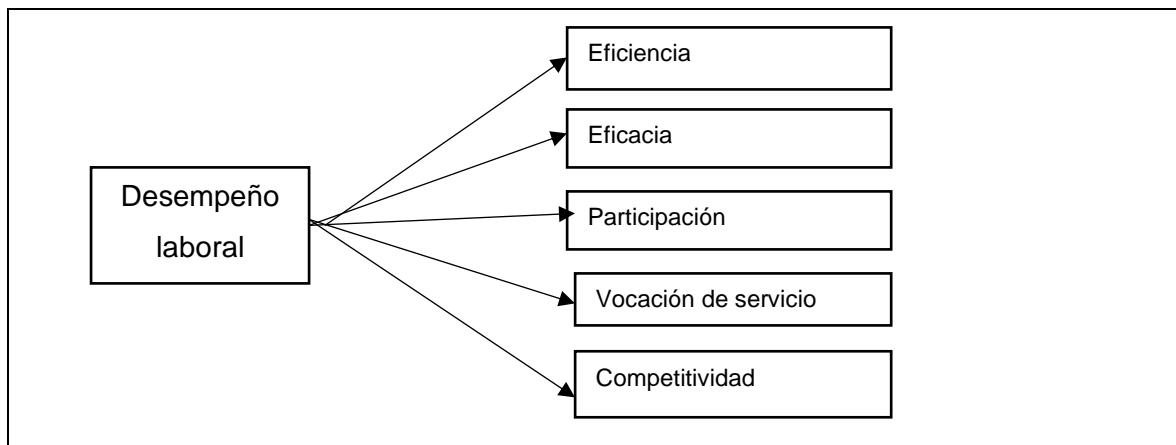 Eficiencia
Eficacia
Desempeño
laboral
Participación
Vocación de servicio
Competitividad